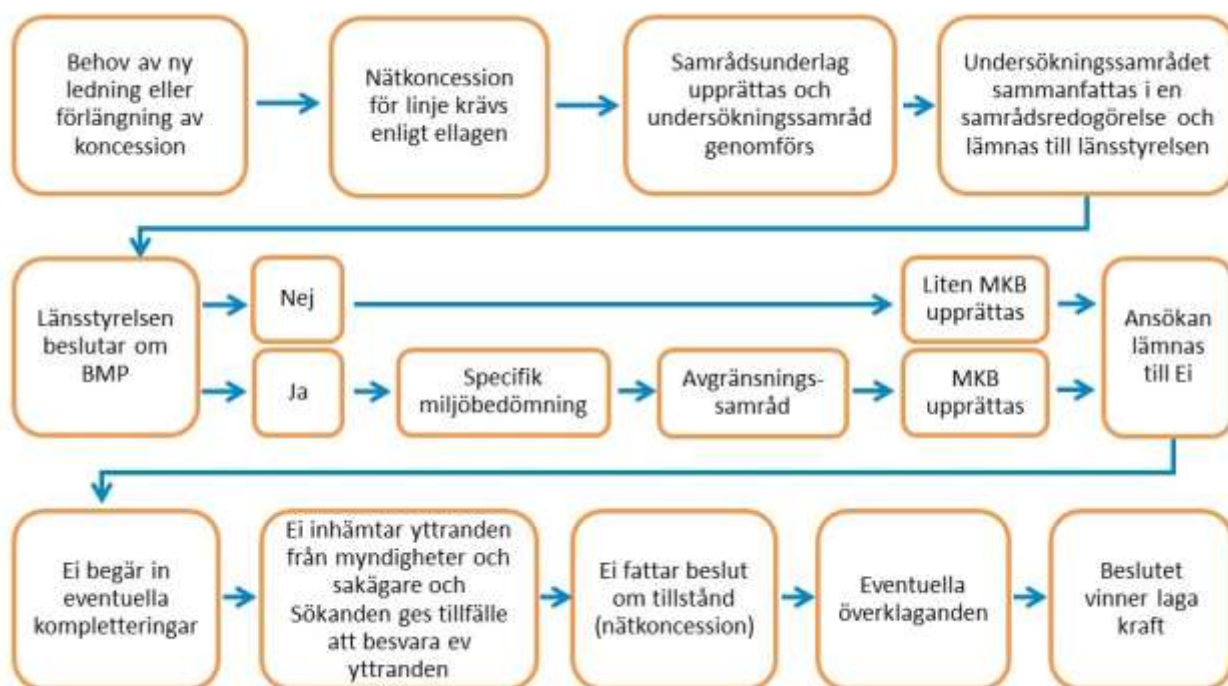 Behov av ny
ledning eller
förlängning av
koncession
Nätkoncession
för linje krävs
enligt ellagen
Samrådsunderlag
upprättas och
undersökningssamråd
genomförs
Undersökningssamrådet
sammanfattas i en
samrådsredogörelse och
lämnas till länsstyrelsen
Länsstyrelsen
beslutar om
BMP
Nej
Liten MKB
upprättas
Ja
Specifik
miljöbedömning
Avgränsnings-
samråd
MKB
upprättas
Ansökan
lämnas
till Ei
Ei begär in
eventuella
kompletteringar
Ei inhämtar yttranden
från myndigheter och
sakägare och
Sökanden ges tillfälle
att besvara ev
yttranden
Ei fattar beslut
om tillstånd
(nätkoncession)
Eventuella
överklaganden
Beslutet
vinner laga
kraft